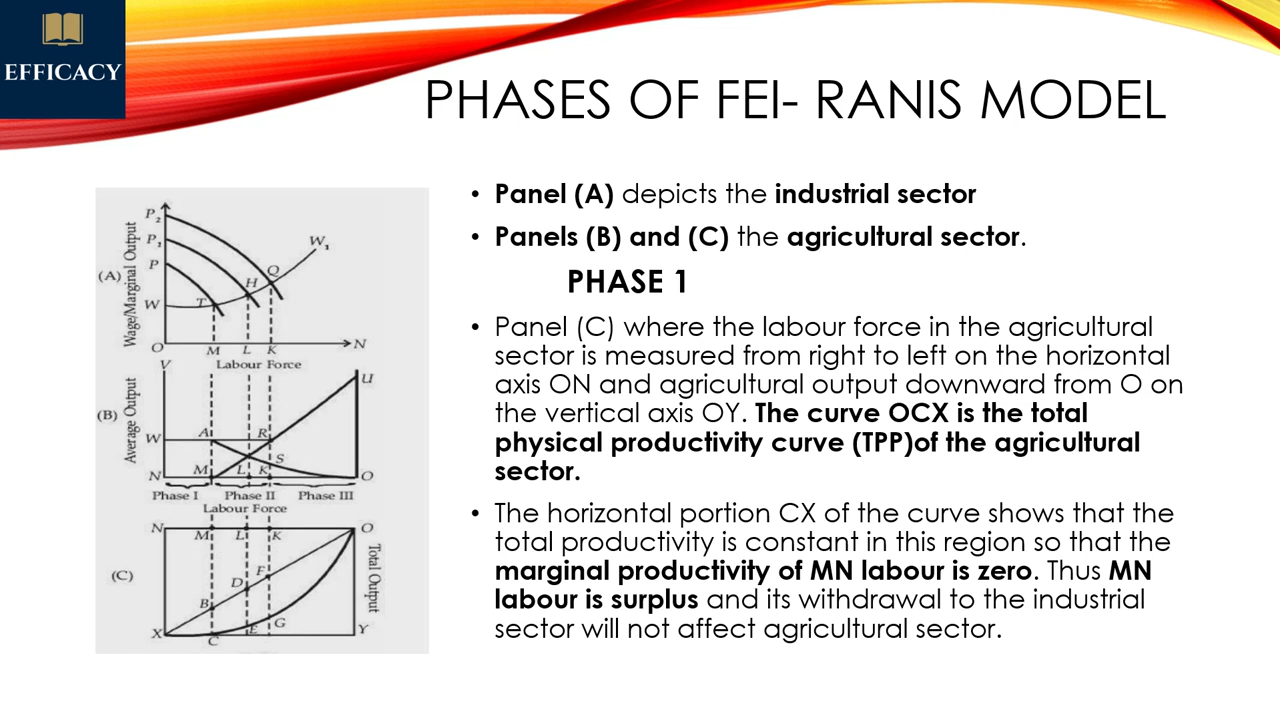 EFFICACY
PHASES OF FEI- RANIS MODEL
• Panel (A) depicts the industrial sector
• Panels (B) and (C) the agricultural sector.
PHASE 1
• Panel (C) where the labour force in the agricultural
sector is measured from right to left on the horizontal
axis ON and agricultural output downward from O on
the vertical axis OY. The curve OCX is the total
physical productivity curve (TPP)of the agricultural
sector.
• The horizontal portion CX of the curve shows that the
total productivity is constant in this region so that the
marginal productivity of MN labour is zero. Thus MN
labour is surplus and its withdrawal to the industrial
sector will not affect agricultural sector.
(A)
Wage/Marginal Output
P2
P1
P
W
O
T
H
Q
W1
M L K
N
Labour Force
(B)
Average Output
V
U
W
A
R
S
N
M L K
O
Phase I Phase II Phase III
Labour Force
(C)
N
M L K
O
Total Output
B
D
F
X
C
E
G
Y